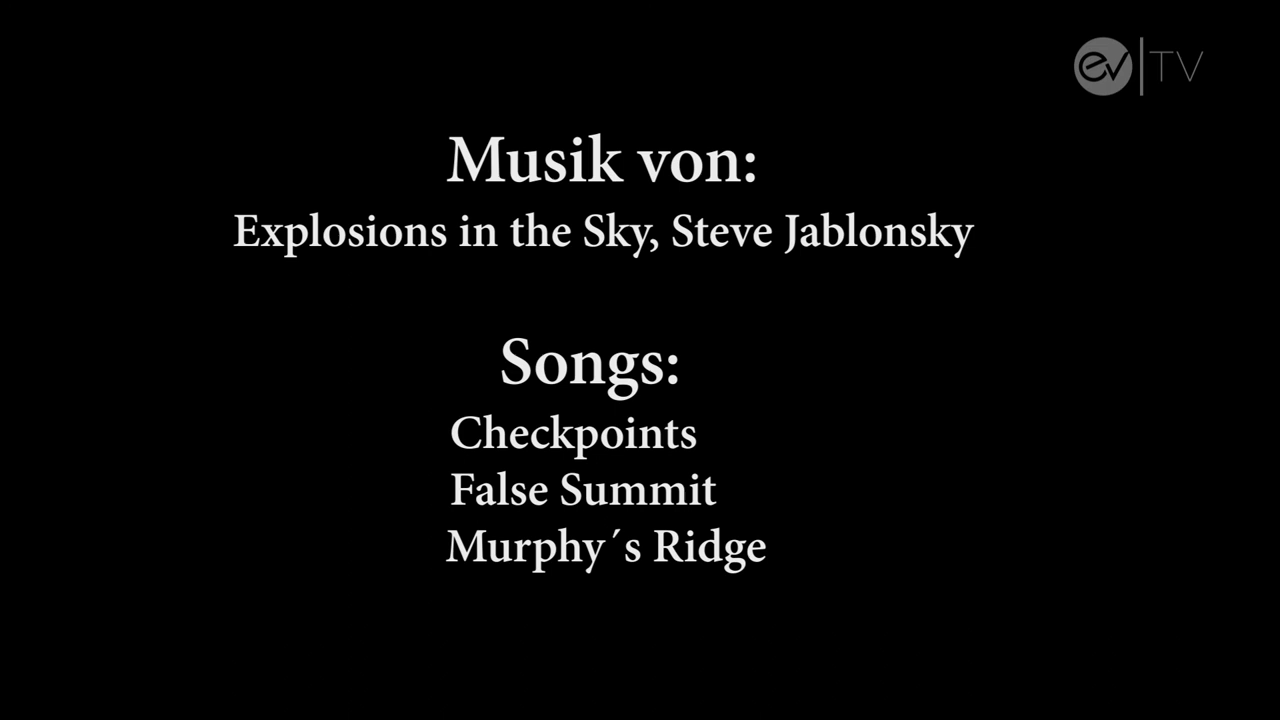 ev|TV
Musik von:
Explosions in the Sky, Steve Jablonsky
Songs:
Checkpoints
False Summit
Murphy´s Ridge